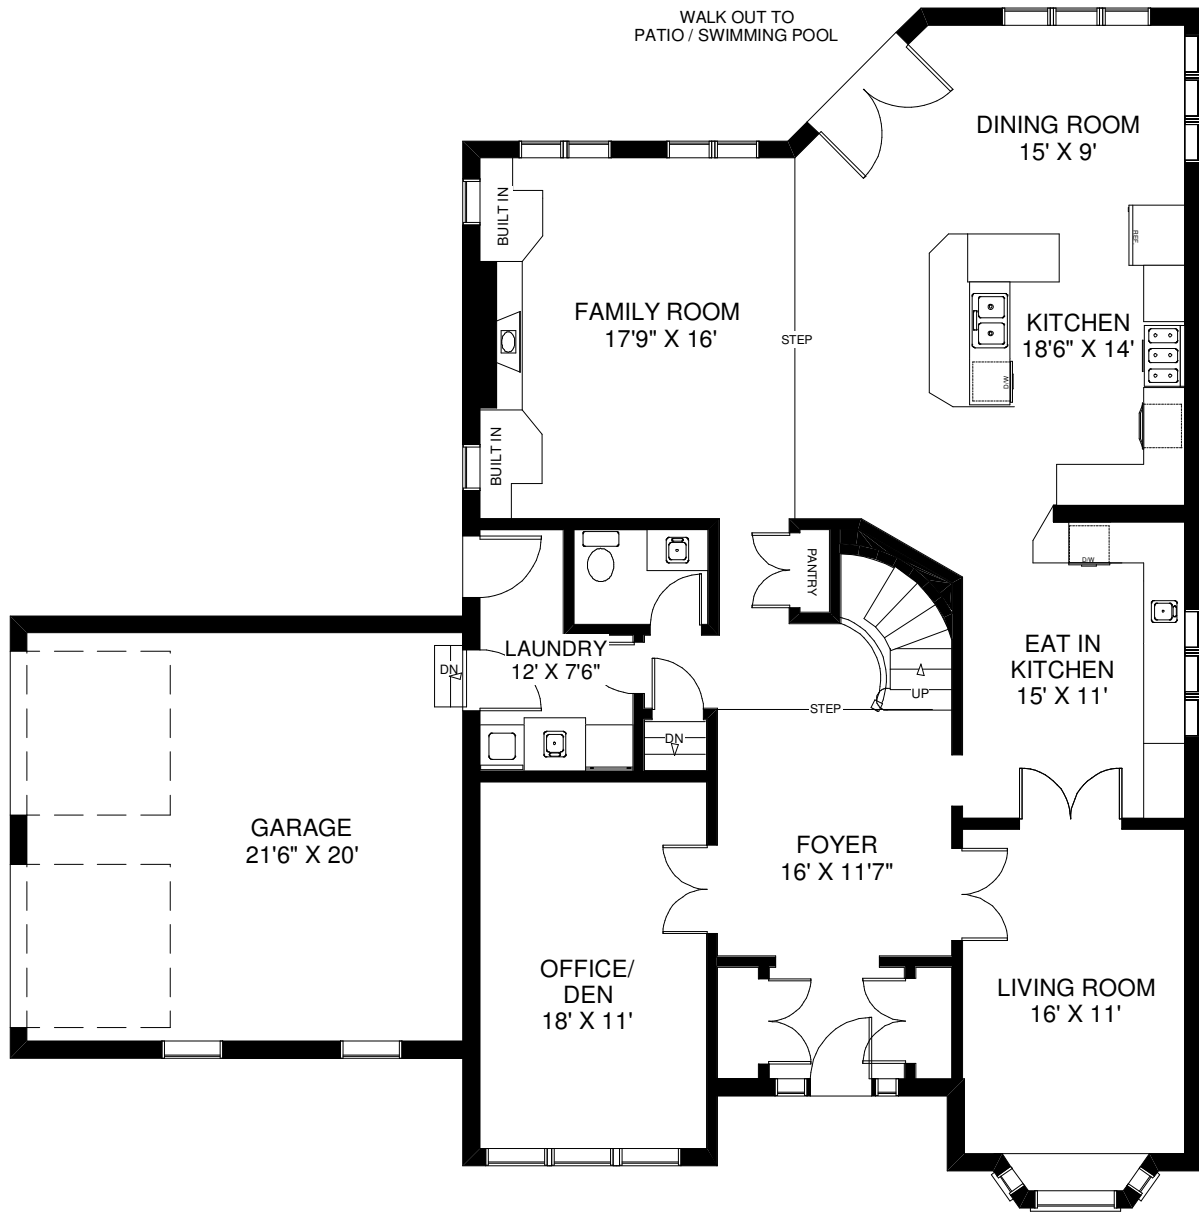 WALK OUT TO
PATIO / SWIMMING POOL
DINING ROOM
15' X 9'
BUILT IN
REF.
FAMILY ROOM
17'9" X 16'
STEP
KITCHEN
18'6" X 14'
D/W
BUILT IN
PANTRY
D/W
LAUNDRY
12' X 7'6"
DN
EAT IN
KITCHEN
15' X 11'
UP
STEP
DN
GARAGE
21'6" X 20'
FOYER
16' X 11'7"
OFFICE/
DEN
18' X 11'
LIVING ROOM
16' X 11'